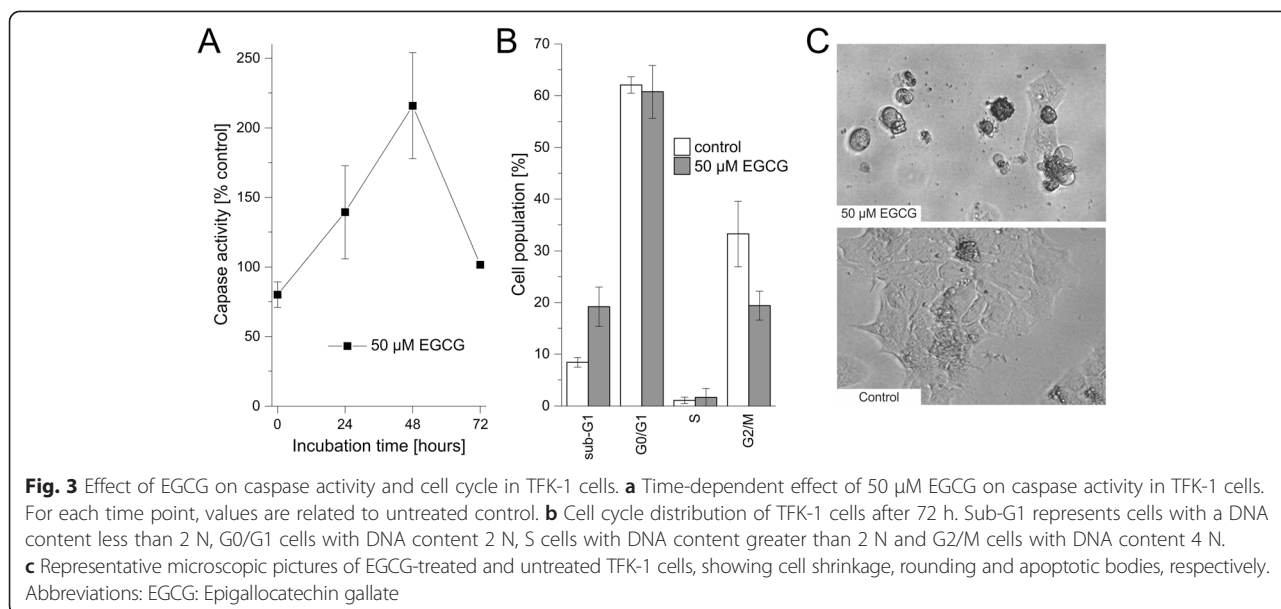 A
Capase activity [% control]
250
200
150
100
50
0
50 µM EGCG
0 24 48 72
Incubation time [hours]
B
Cell population [%]
70
60
50
40
30
20
10
0
control
50 µM EGCG
sub-G1
G0/G1
S
G2/M
C
50 µM EGCG
Control
Fig. 3 Effect of EGCG on caspase activity and cell cycle in TFK-1 cells. a Time-dependent effect of 50 µM EGCG on caspase activity in TFK-1 cells.
For each time point, values are related to untreated control. b Cell cycle distribution of TFK-1 cells after 72 h. Sub-G1 represents cells with a DNA
content less than 2 N, G0/G1 cells with DNA content 2 N, S cells with DNA content greater than 2 N and G2/M cells with DNA content 4 N.
c Representative microscopic pictures of EGCG-treated and untreated TFK-1 cells, showing cell shrinkage, rounding and apoptotic bodies, respectively.
Abbreviations: EGCG: Epigallocatechin gallate